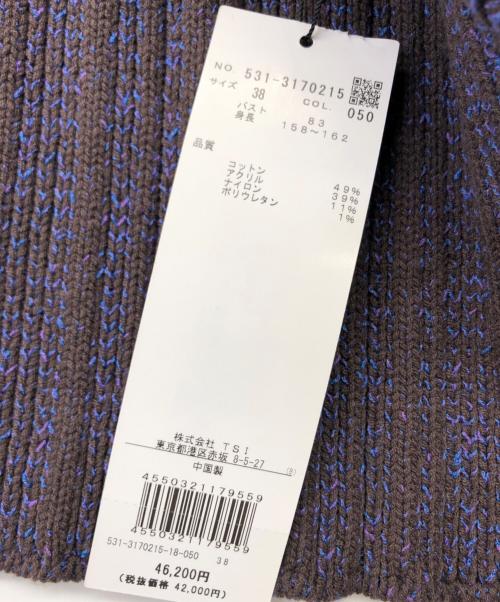 NO. 531-3170215
サイズ 38 COL. 050
バスト 83
身長 158～162
品質
コットン 49%
アクリル 39%
ナイロン 11%
ポリウレタン 1%
株式会社 TSI
東京都港区赤坂 8-5-27 (B)
中国製
4550321179559
4550321179559
531-3170215-18-050 38
46,200円
(税抜価格 42,000円)